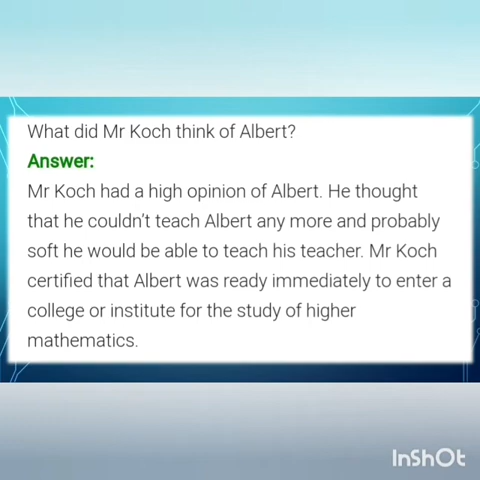 What did Mr Koch think of Albert?
Answer:
Mr Koch had a high opinion of Albert. He thought
that he couldn't teach Albert any more and probably
soft he would be able to teach his teacher. Mr Koch
certified that Albert was ready immediately to enter a
college or institute for the study of higher
mathematics.
InShOt